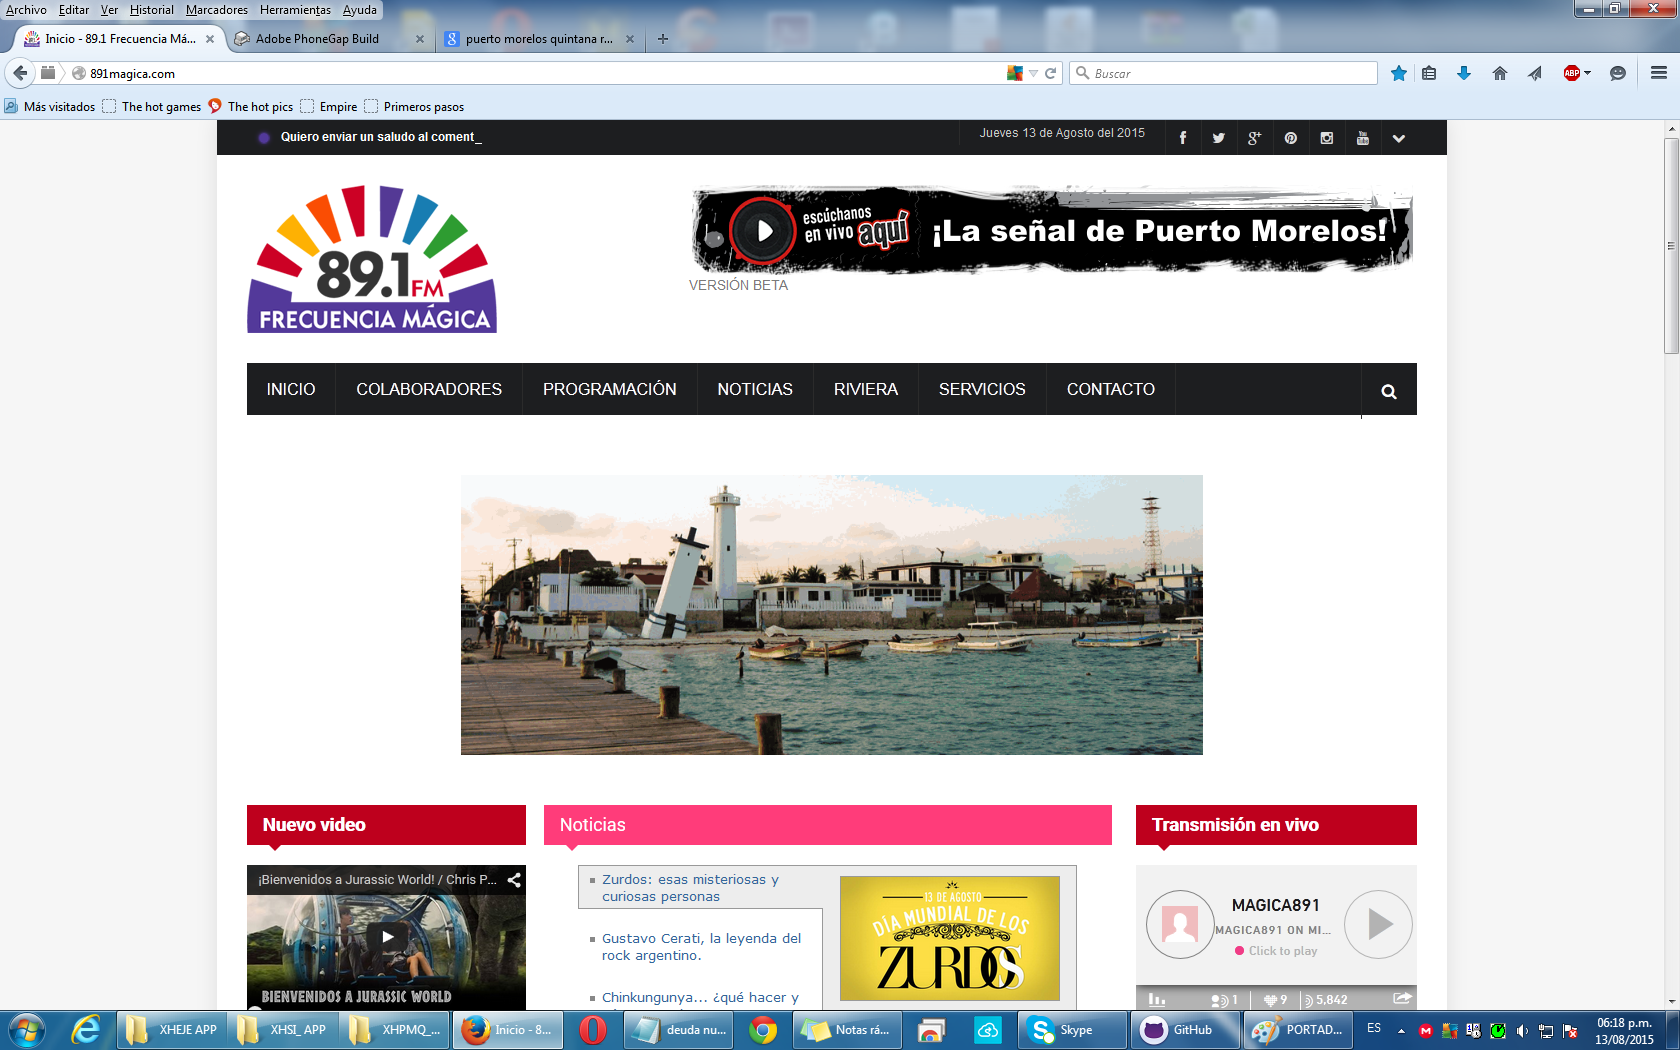 Archivo Editar Ver Historial Marcadores Herramientas Ayuda
Inicio - 89.1 Frecuencia Má...
Adobe PhoneGap Build
puerto morelos quintana r...
891magica.com
Buscar
ABP
Más visitados
The hot games
The hot pics
Empire
Primeros pasos
Quiero enviar un saludo al coment_
Jueves 13 de Agosto del 2015
89.1 FM
FRECUENCIA MÁGICA
escúchanos
en vivo aquí
¡La señal de Puerto Morelos!
VERSIÓN BETA
INICIO
COLABORADORES
PROGRAMACIÓN
NOTICIAS
RIVIERA
SERVICIOS
CONTACTO
Nuevo video
Noticias
Transmisión en vivo
¡Bienvenidos a Jurassic World! / Chris P...
BIENVENIDOS A JURASSIC WORLD
Zurdos: esas misteriosas y
curiosas personas
Gustavo Cerati, la leyenda del
rock argentino.
Chinkungunya... ¿qué hacer y
13 DE AGOSTO
DÍA MUNDIAL DE LOS
ZURDOS
MAGICA891
MAGICA891 ON MI...
Click to play
1
9
5,842
XHEJE APP
XHSI_ APP
XHPMQ_...
Inicio - 8...
deuda nu...
Notas rá...
Skype
GitHub
PORTAD...
ES
06:18 p.m.
13/08/2015